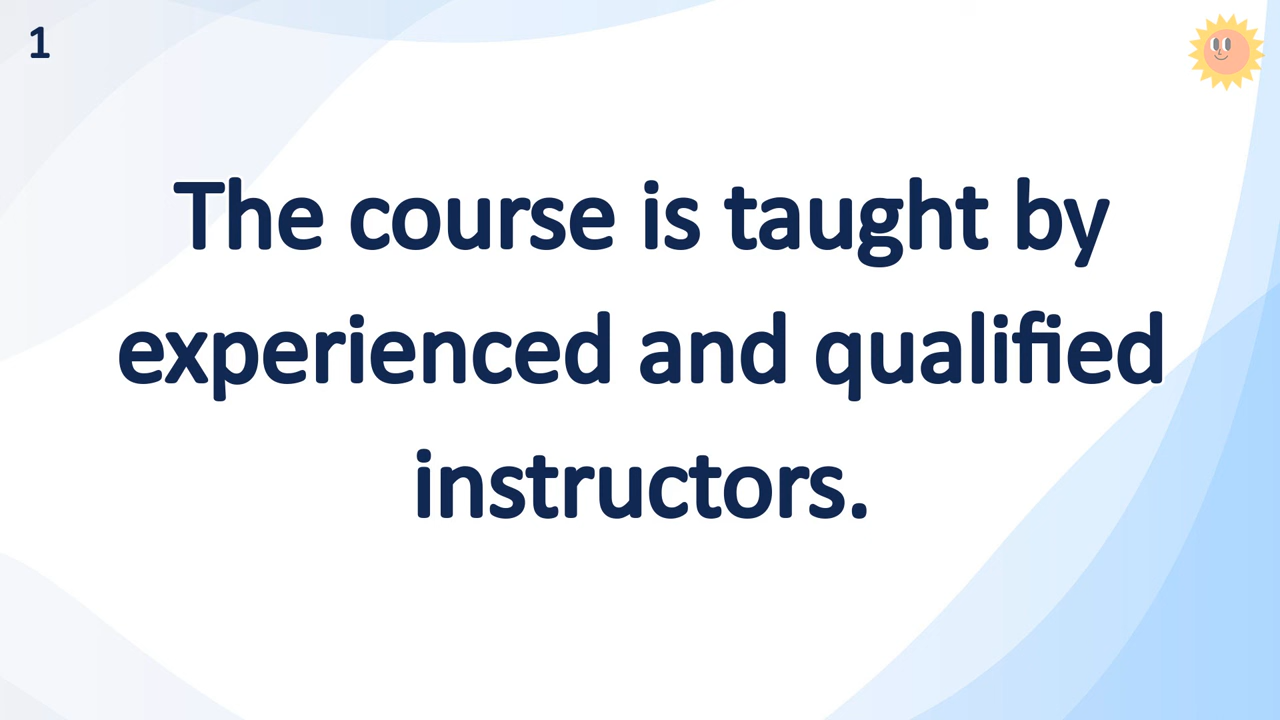 1
The course is taught by
experienced and qualified
instructors.